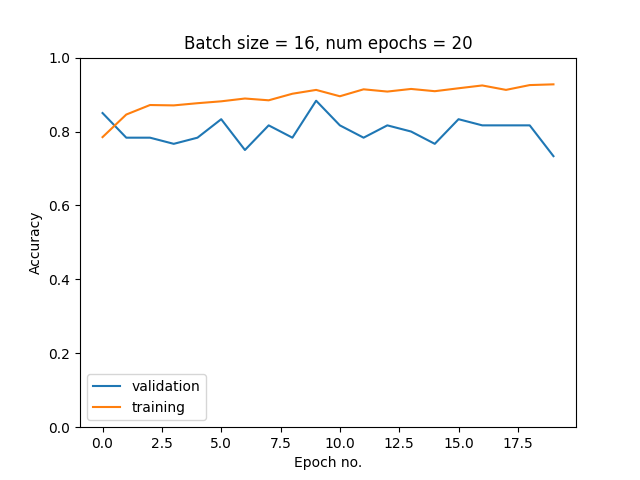 Batch size = 16, num epochs = 20
1.0
0.8
0.6
0.4
0.2
0.0
Accuracy
validation
training
0.0 2.5 5.0 7.5 10.0 12.5 15.0 17.5
Epoch no.